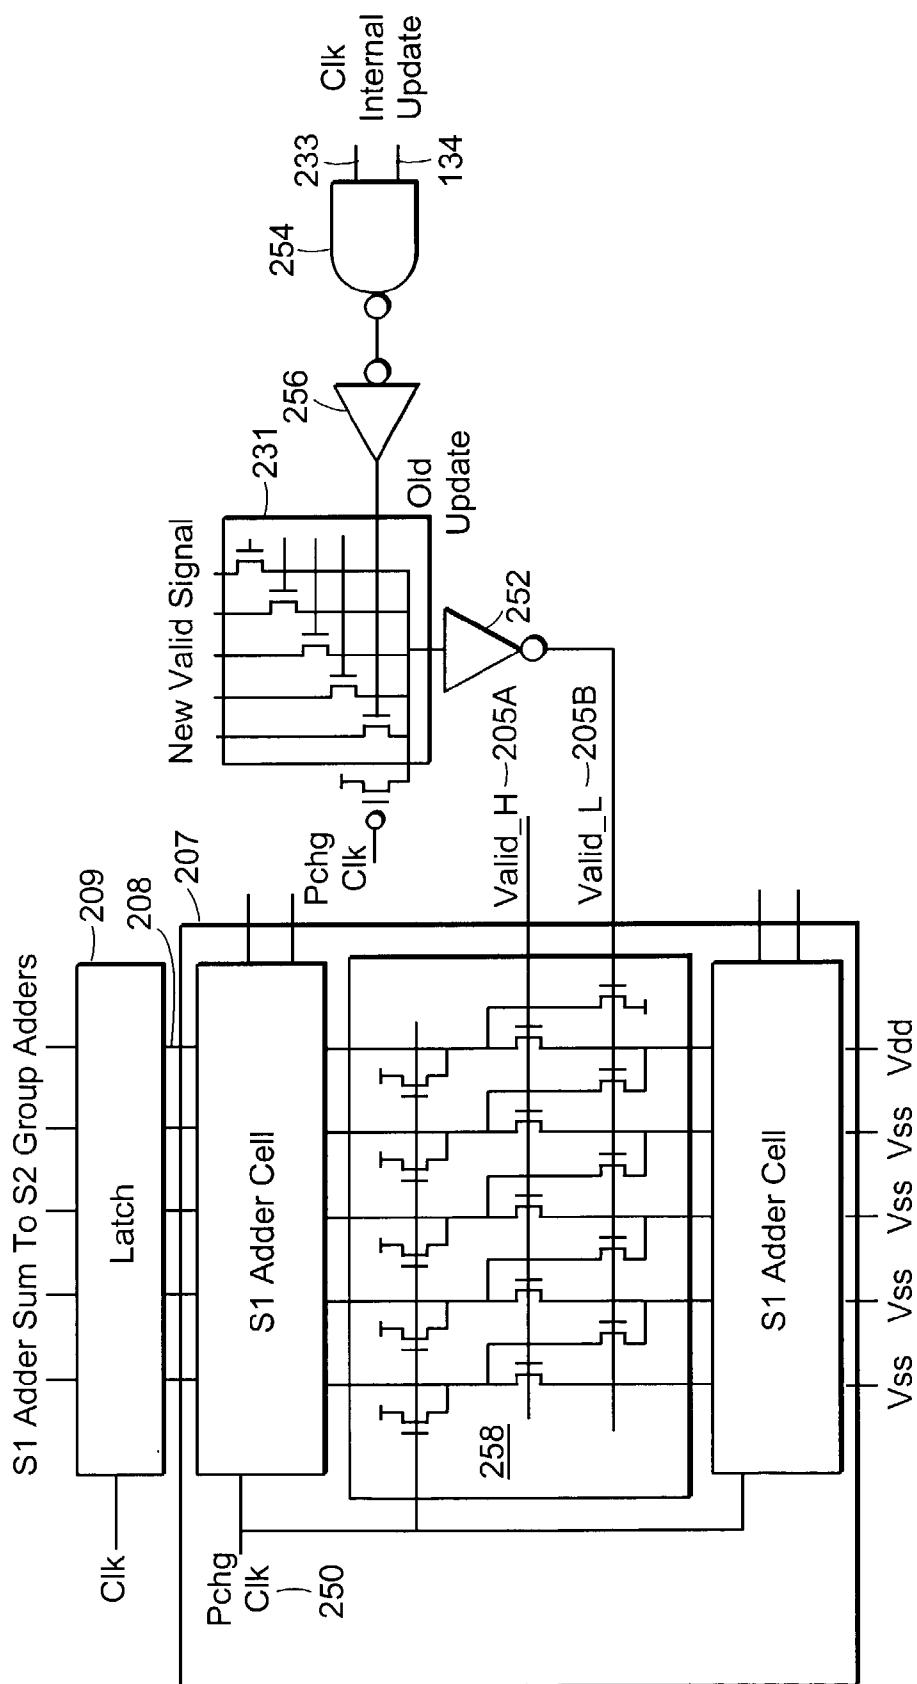 S1 Adder Sum To S2 Group Adders
Latch
209
208
Clk
207
S1 Adder Cell
Pchg
Clk
250
258
S1 Adder Cell
Vss
Vss
Vss
Vss
Vdd
Valid_H
205A
Valid_L
205B
Pchg
Clk
New Valid Signal
231
252
Old
Update
256
254
233
134
Clk
Internal
Update